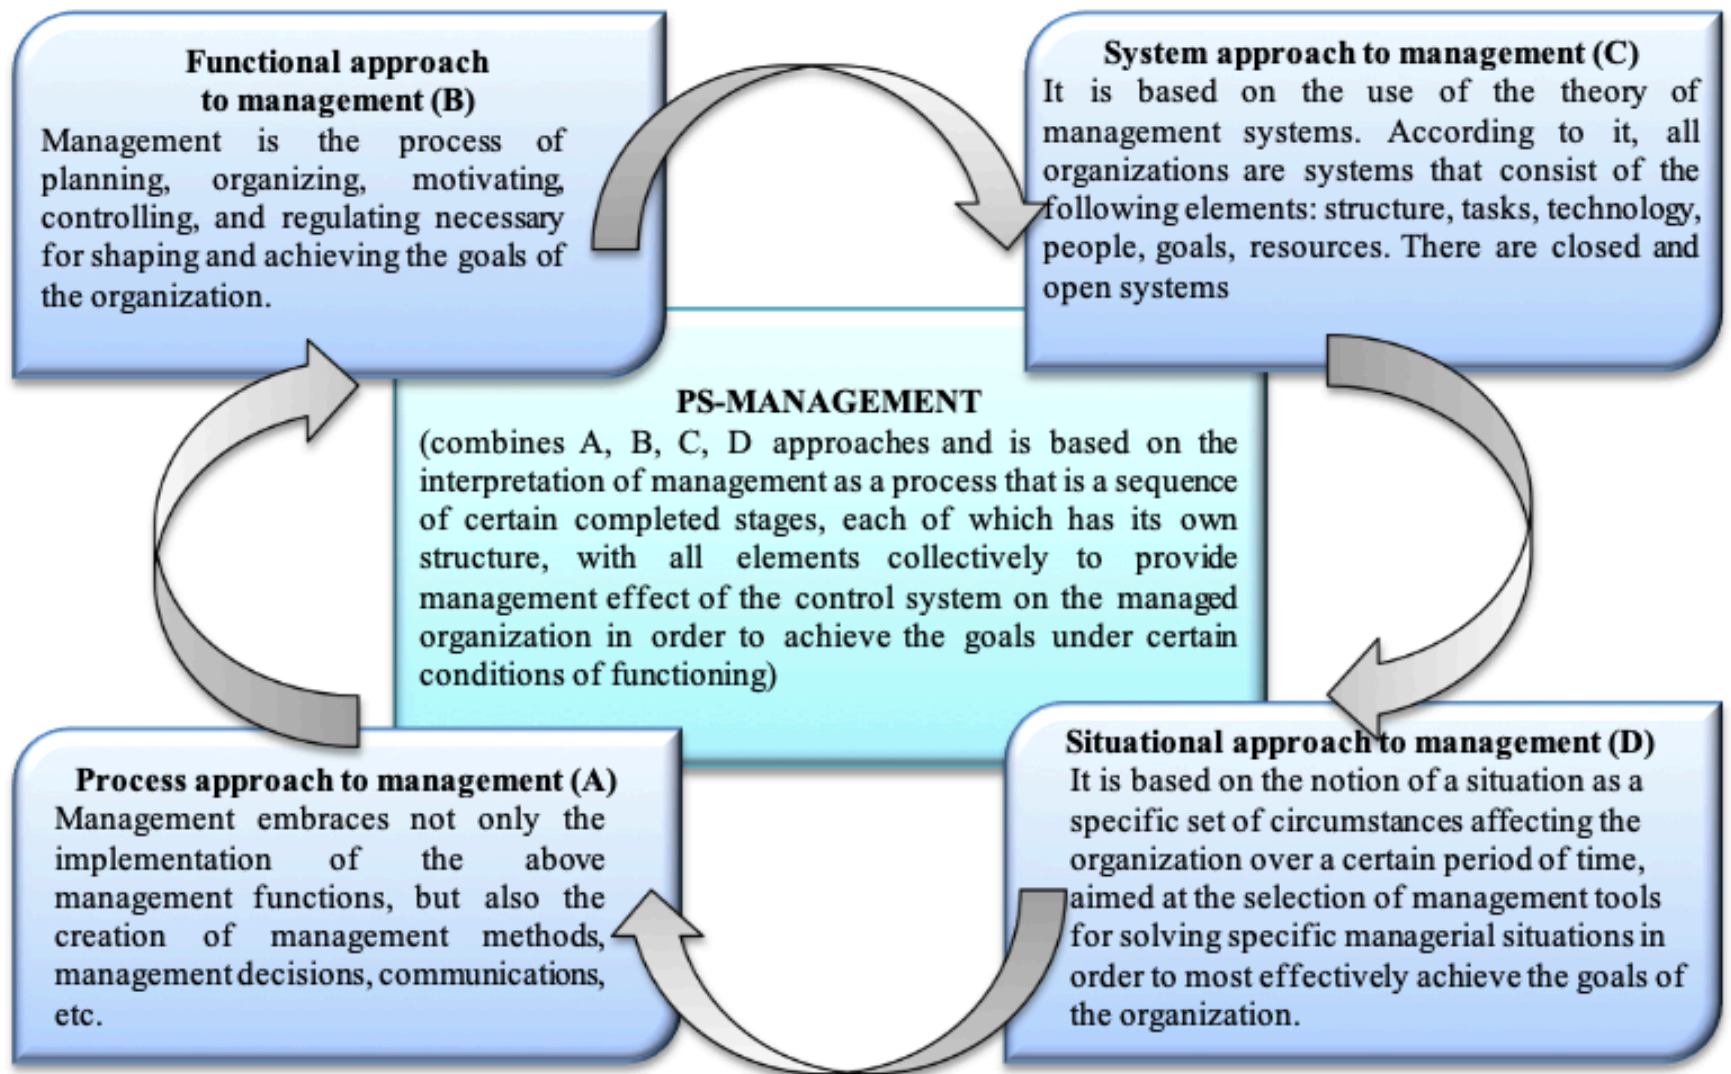 Functional approach
to management (B)
Management is the process of
planning, organizing, motivating,
controlling, and regulating necessary
for shaping and achieving the goals of
the organization.
System approach to management (C)
It is based on the use of the theory of
management systems. According to it, all
organizations are systems that consist of the
following elements: structure, tasks, technology,
people, goals, resources. There are closed and
open systems
PS-MANAGEMENT
(combines A, B, C, D approaches and is based on the
interpretation of management as a process that is a sequence
of certain completed stages, each of which has its own
structure, with all elements collectively to provide
management effect of the control system on the managed
organization in order to achieve the goals under certain
conditions of functioning)
Process approach to management (A)
Management embraces not only the
implementation of the above
management functions, but also the
creation of management methods,
management decisions, communications,
etc.
Situational approach to management (D)
It is based on the notion of a situation as a
specific set of circumstances affecting the
organization over a certain period of time,
aimed at the selection of management tools
for solving specific managerial situations in
order to most effectively achieve the goals of
the organization.